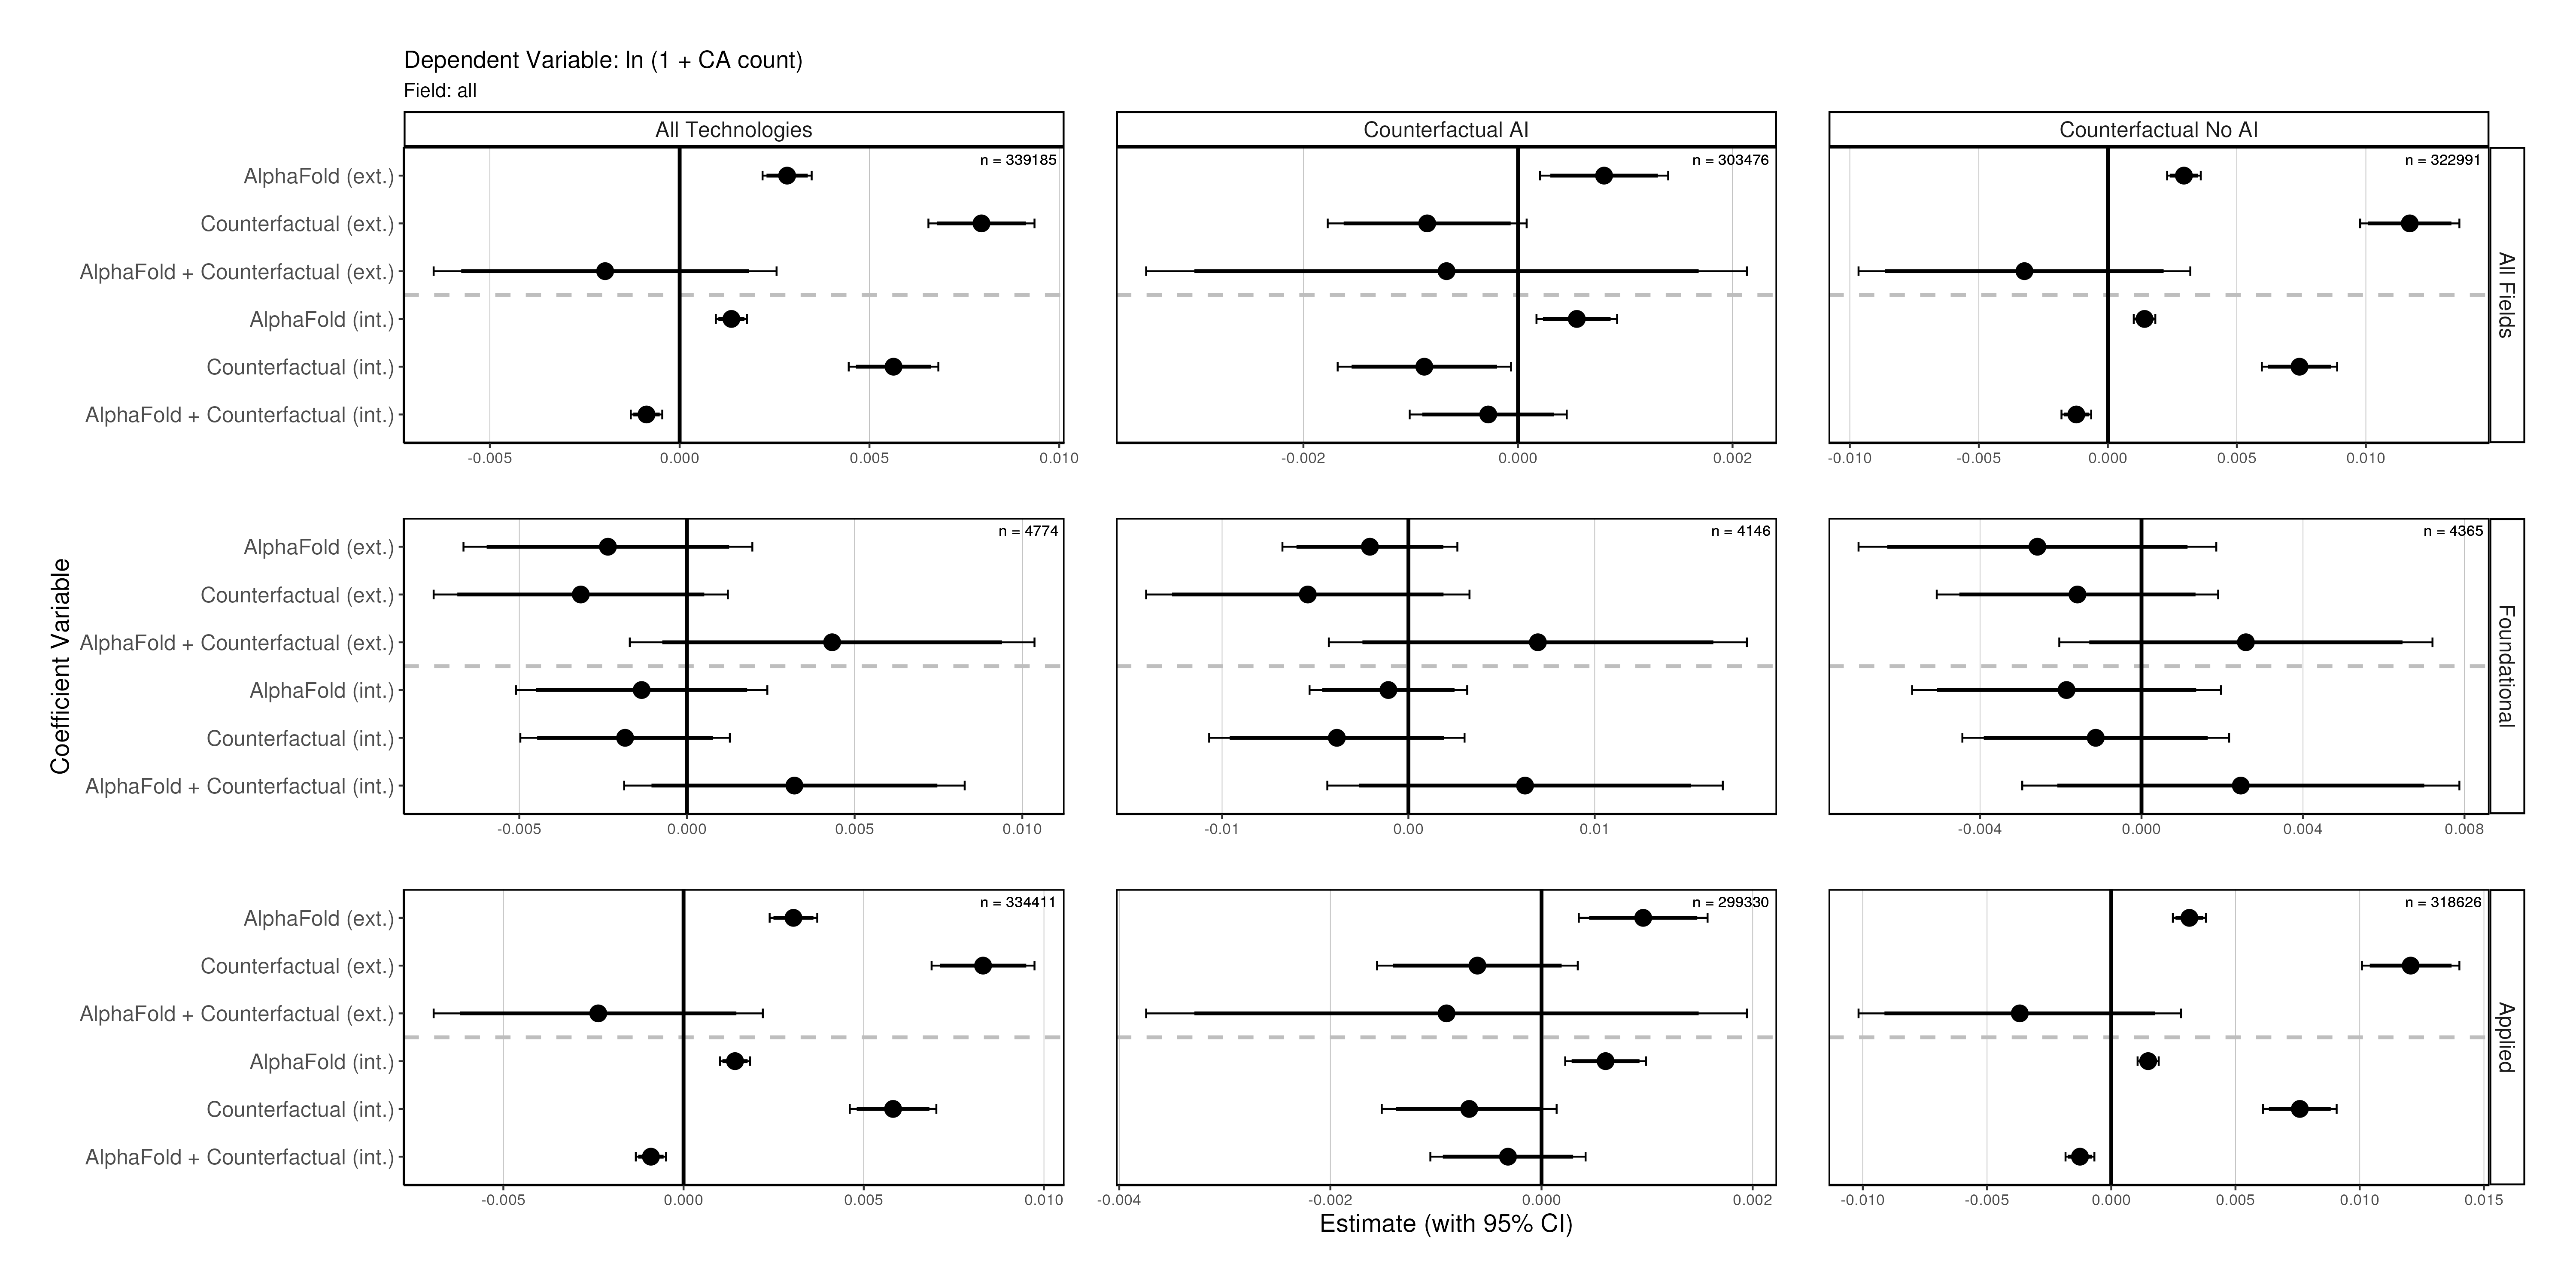 Dependent Variable: ln (1 + CA count)
Field: all
All Technologies
Counterfactual AI
Counterfactual No AI
AlphaFold (ext.)
Counterfactual (ext.)
AlphaFold + Counterfactual (ext.)
AlphaFold (int.)
Counterfactual (int.)
AlphaFold + Counterfactual (int.)
n = 339185
n = 303476
n = 322991
All Fields
-0.005 0.000 0.005 0.010
-0.002 0.000 0.002
-0.010 -0.005 0.000 0.005 0.010
Coefficient Variable
AlphaFold (ext.)
Counterfactual (ext.)
AlphaFold + Counterfactual (ext.)
AlphaFold (int.)
Counterfactual (int.)
AlphaFold + Counterfactual (int.)
n = 4774
n = 4146
n = 4365
Foundational
-0.005 0.000 0.005 0.010
-0.01 0.00 0.01
-0.004 0.000 0.004 0.008
AlphaFold (ext.)
Counterfactual (ext.)
AlphaFold + Counterfactual (ext.)
AlphaFold (int.)
Counterfactual (int.)
AlphaFold + Counterfactual (int.)
n = 334411
n = 299330
n = 318626
Applied
-0.005 0.000 0.005 0.010
-0.004 -0.002 0.000 0.002
-0.010 -0.005 0.000 0.005 0.010 0.015
Estimate (with 95% CI)